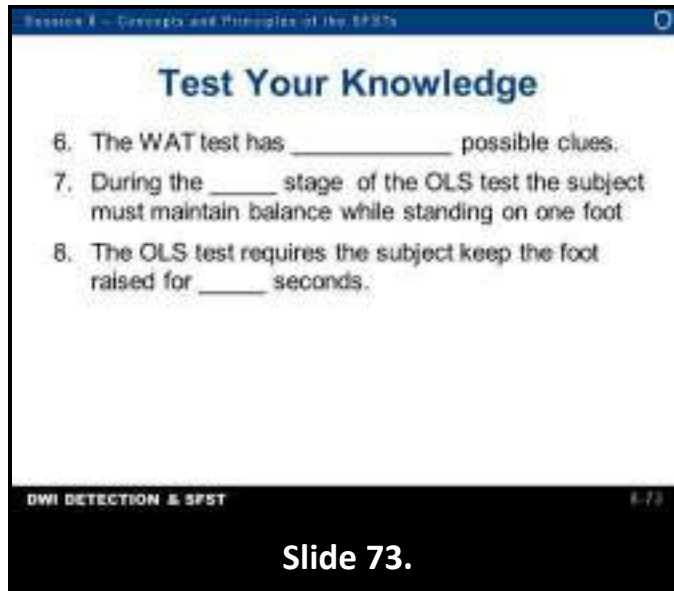 Session 8 – Concepts and Principles of the SFSTs
Test Your Knowledge
6. The WAT test has ____________ possible clues.
7. During the _____ stage of the OLS test the subject
must maintain balance while standing on one foot
8. The OLS test requires the subject keep the foot
raised for _____ seconds.
DWI DETECTION & SFST
8-73
Slide 73.